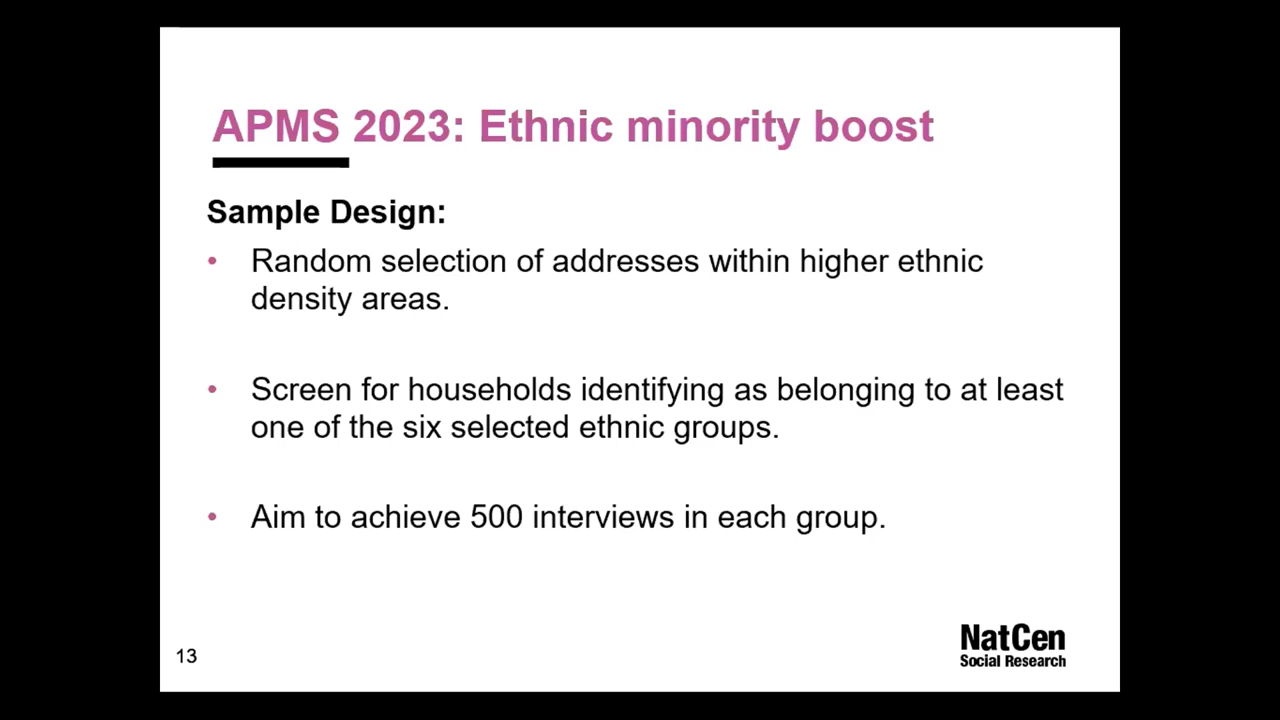 APMS 2023: Ethnic minority boost
Sample Design:
• Random selection of addresses within higher ethnic
density areas.
• Screen for households identifying as belonging to at least
one of the six selected ethnic groups.
• Aim to achieve 500 interviews in each group.
13
NatCen
Social Research